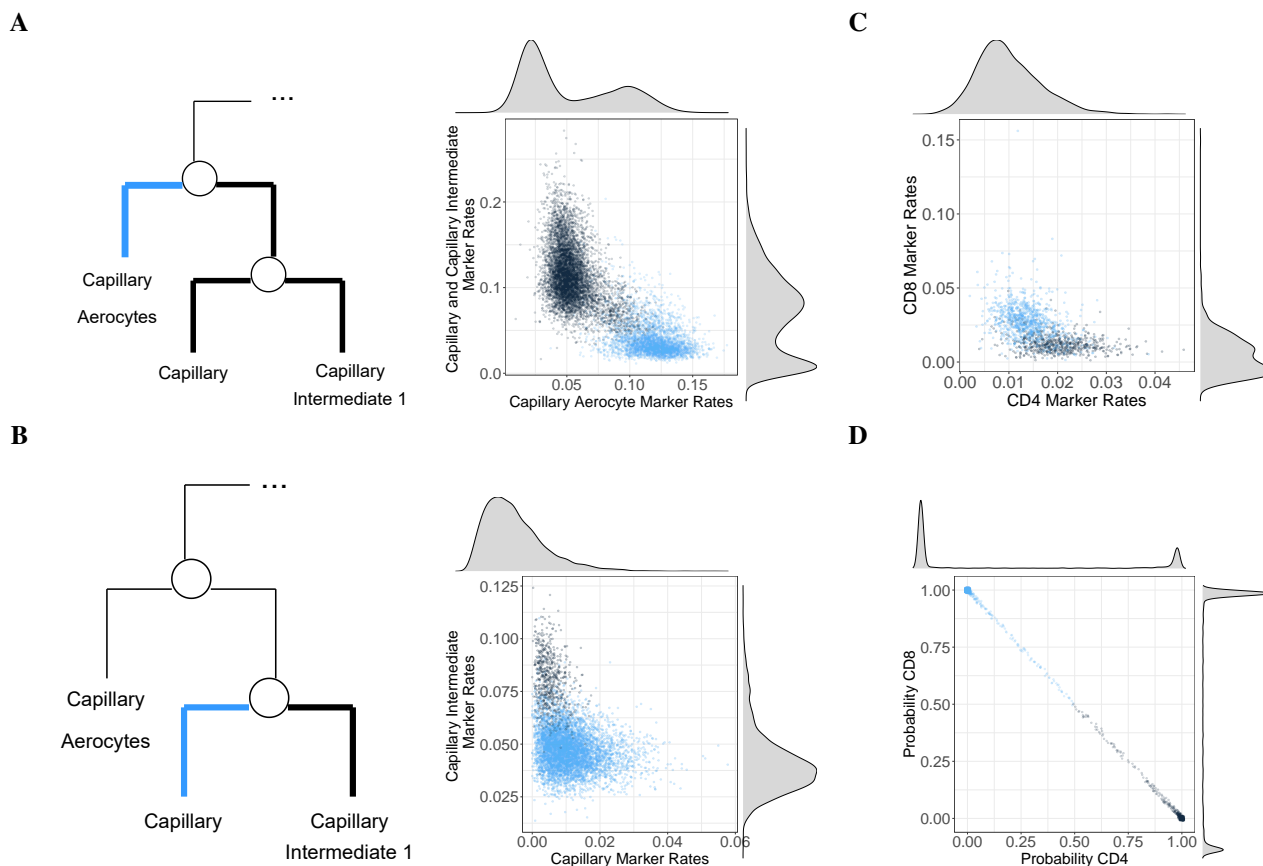 A
...
Capillary
Aerocytes
Capillary
Capillary
Intermediate 1
Capillary and Capillary Intermediate
Marker Rates
0.2
0.1
0.0
0.05
0.10
0.15
Capillary Aerocyte Marker Rates
C
CD8 Marker Rates
0.15
0.10
0.05
0.00
0.00
0.01
0.02
0.03
0.04
CD4 Marker Rates
B
...
Capillary
Aerocytes
Capillary
Capillary
Intermediate 1
Capillary Intermediate
Marker Rates
0.125
0.100
0.075
0.050
0.025
0.00
0.02
0.04
0.06
Capillary Marker Rates
D
Probability CD8
1.00
0.75
0.50
0.25
0.00
0.00
0.25
0.50
0.75
1.00
Probability CD4